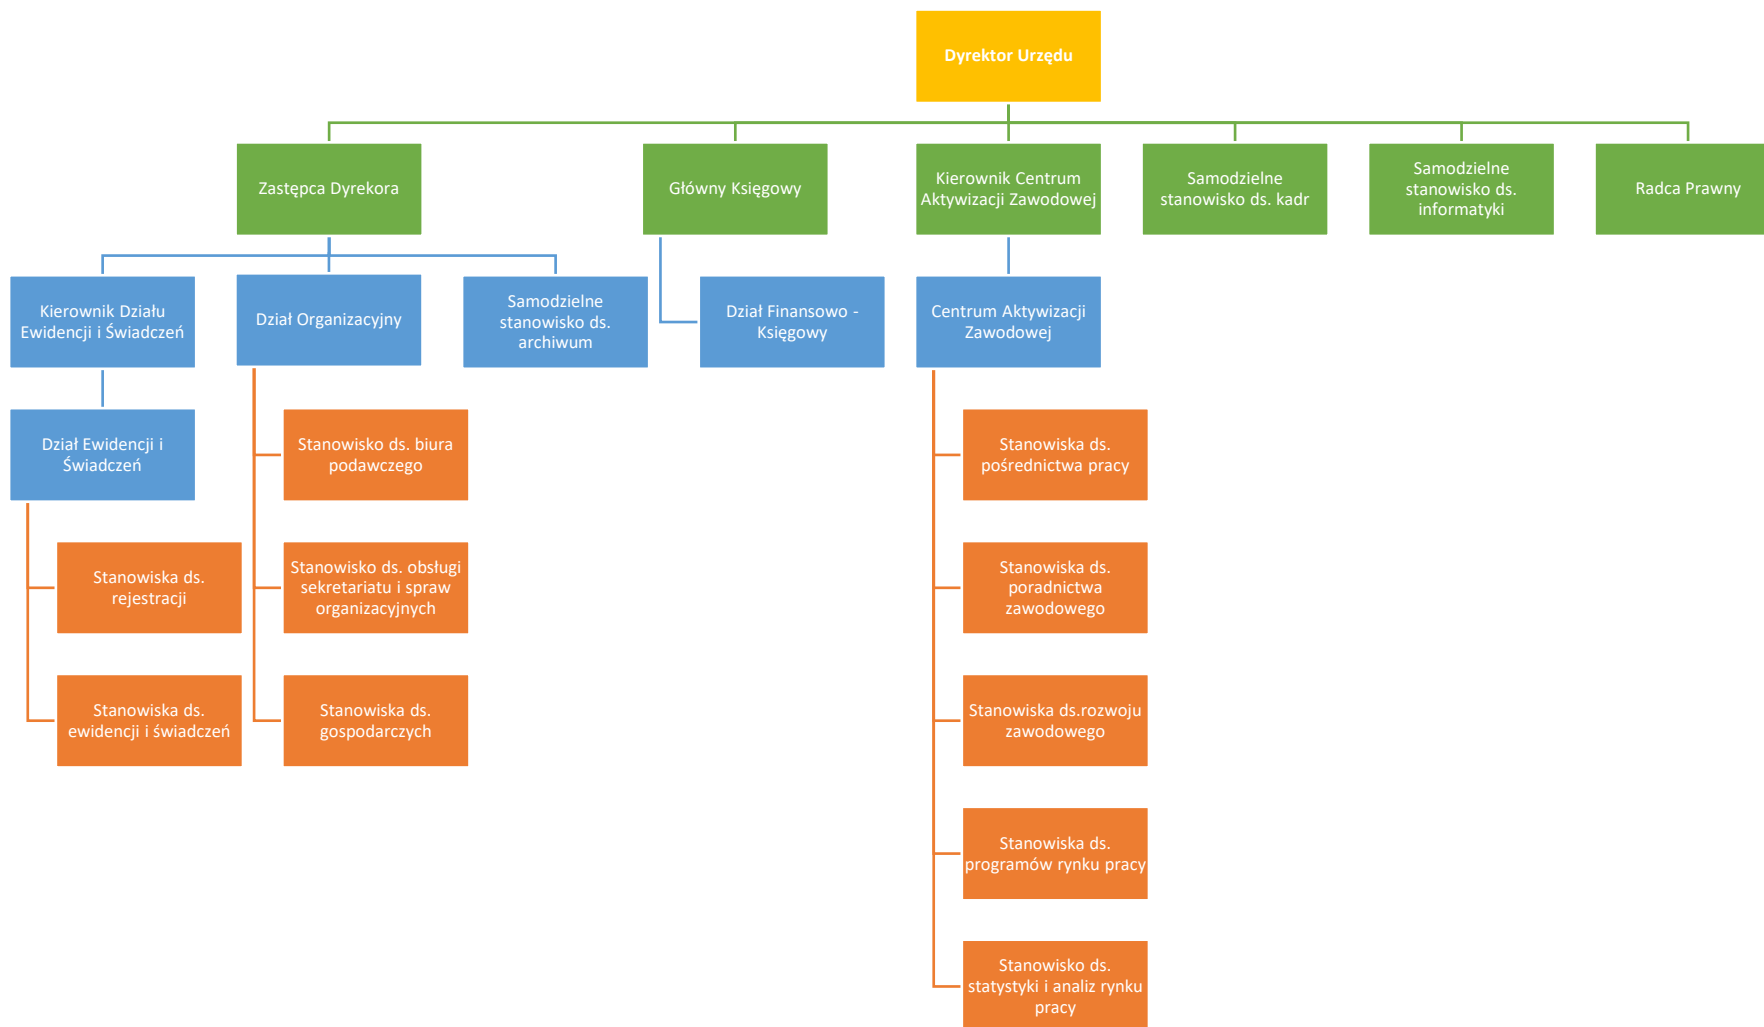 Dyrektor Urzędu
Zastępca Dyrekora
Główny Księgowy
Kierownik Centrum
Aktywizacji Zawodowej
Samodzielne
stanowisko ds. kadr
Samodzielne
stanowisko ds.
informatyki
Radca Prawny
Kierownik Działu
Ewidencji i Świadczeń
Dział Organizacyjny
Samodzielne
stanowisko ds.
archiwum
Dział Finansowo -
Księgowy
Centrum Aktywizacji
Zawodowej
Dział Ewidencji i
Świadczeń
Stanowisko ds. biura
podawczego
Stanowiska ds.
pośrednictwa pracy
Stanowiska ds.
rejestracji
Stanowisko ds. obsługi
sekretariatu i spraw
organizacyjnych
Stanowiska ds.
poradnictwa
zawodowego
Stanowiska ds.
ewidencji i świadczeń
Stanowiska ds.
gospodarczych
Stanowiska ds.rozwoju
zawodowego
Stanowiska ds.
programów rynku pracy
Stanowisko ds.
statystyki i analiz rynku
pracy